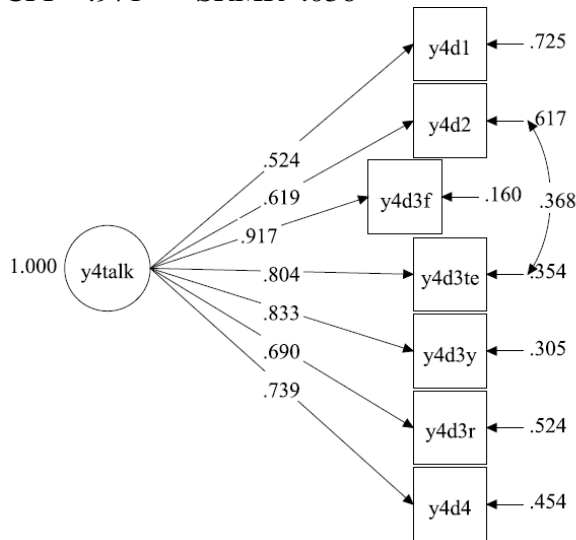 y4d1
.725
y4d2
.617
.524
.619
y4d3f
.160
.368
.917
1.000
y4talk
.804
y4d3te
.354
.833
y4d3y
.305
.690
.739
y4d3r
.524
y4d4
.454